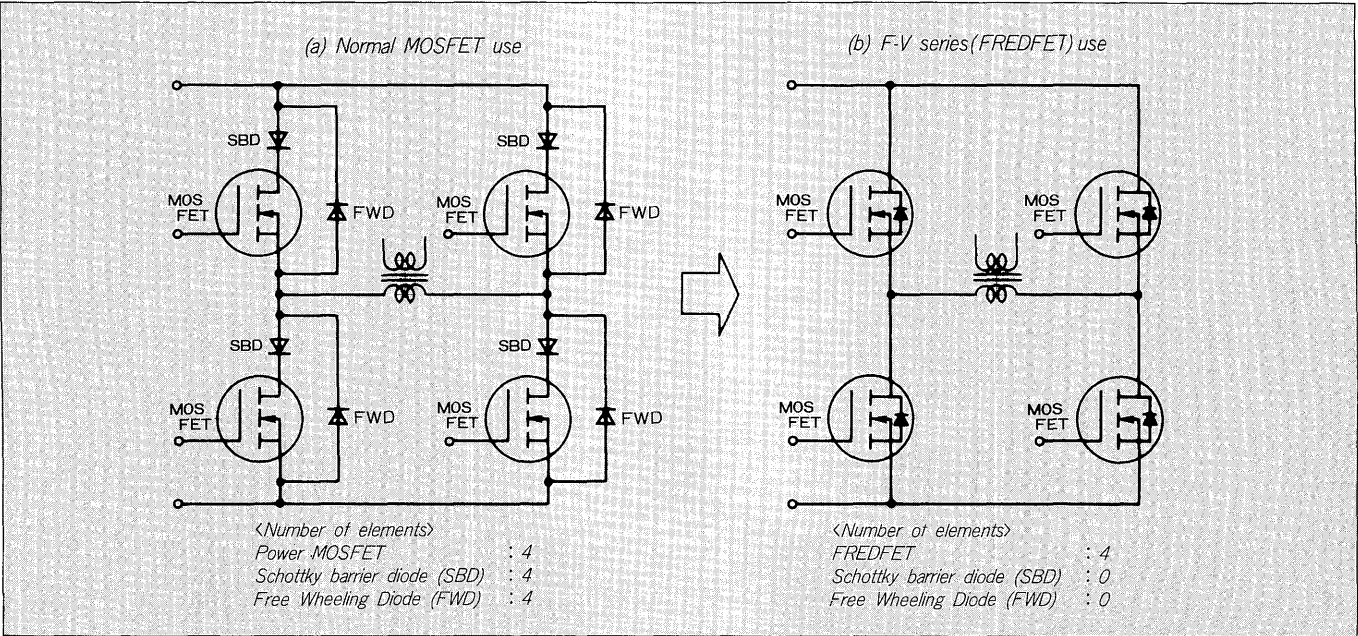 (a) Normal MOSFET use
SBD
SBD
MOS
FET
FWD
MOS
FET
FWD
SBD
SBD
MOS
FET
FWD
MOS
FET
FWD
<Number of elements>
Power MOSFET : 4
Schottky barrier diode (SBD) : 4
Free Wheeling Diode (FWD) : 4
(b) F-V series (FREDFET) use
MOS
FET
MOS
FET
MOS
FET
MOS
FET
<Number of elements>
FREDFET : 4
Schottky barrier diode (SBD) : 0
Free Wheeling Diode (FWD) : 0